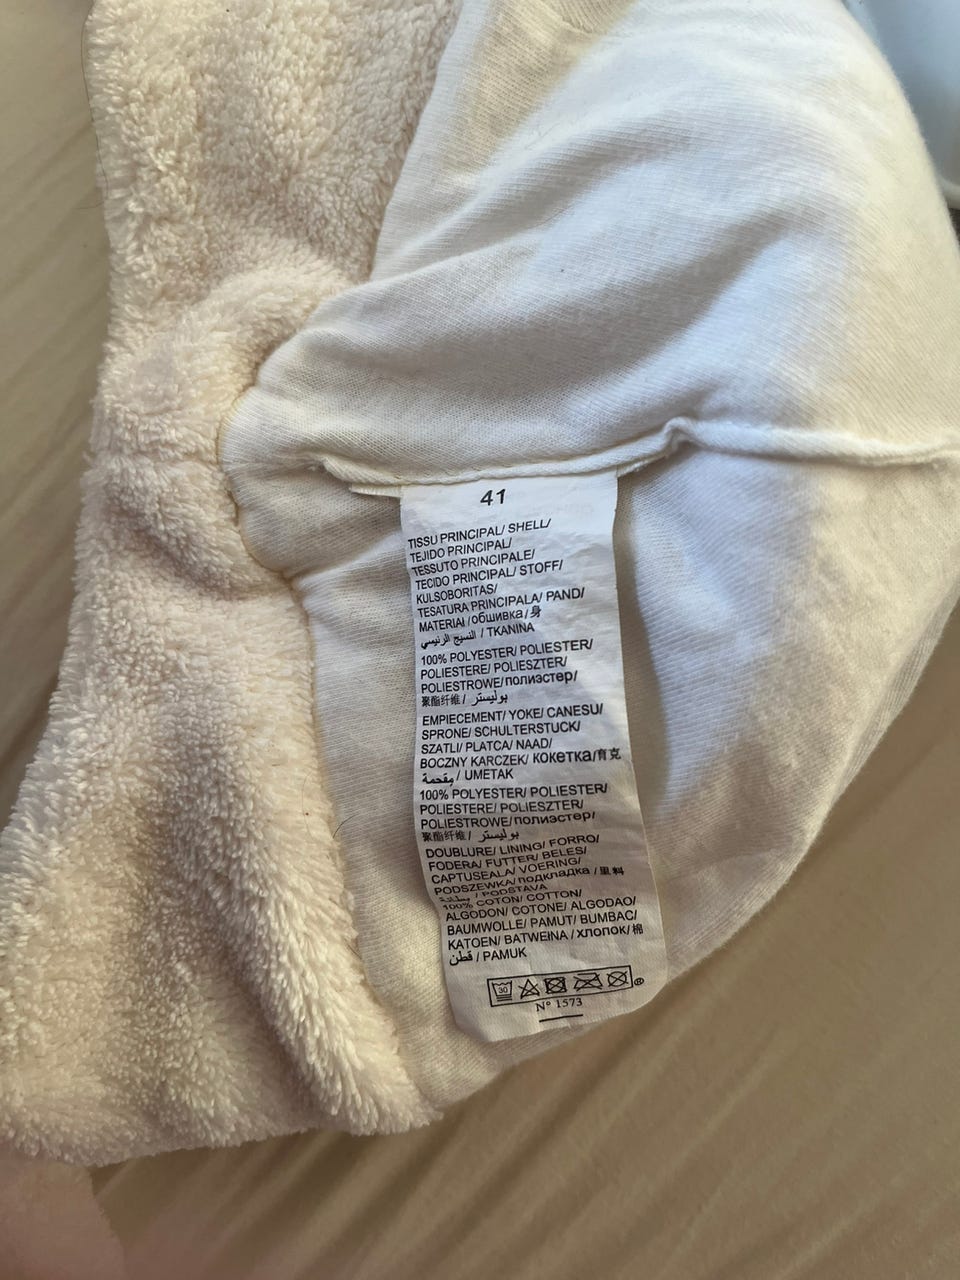 41
TISSU PRINCIPAL/ SHELL/
TEJIDO PRINCIPAL/
TESSUTO PRINCIPALE/
TECIDO PRINCIPAL/ STOFF/
KULSOBORITAS/
TESATURA PRINCIPALA/ PAND/
MATERIAl/обшивка/身
النسيج الرئيسي / TKANINA
100% POLYESTER/ POLIESTER/
POLIESTERE/ POLIESZTER/
POLIESTROWE/полиэстер/
聚酯纤维/ بوليستر/
EMPIECEMENT/ YOKE/ CANESU/
SPRONE/ SCHULTERSTUCK/
SZATLI/ PLATCA/ NAAD/
BOCZNY KARCZEK/ кокетка/育克
مقحمة / UMETAK
100% POLYESTER/ POLIESTER/
POLIESTERE/ POLIESZTER/
POLIESTROWE/полиэстер/
聚酯纤维/ بوليستر/
DOUBLURE/ LINING/ FORRO/
FODERA/ FUTTER/ BELES/
CAPTUSEALA/ VOERING/
PODSZEWKA/подкладка /里料
/ PODSTAVA
100% COTON/ COTTON/
ALGODON/ COTONE/ ALGODAO/
BAUMWOLLE/ PAMUT/ BUMBAC/
KATOEN/ BATWEINA /хлопок/棉
قطن / PAMUK
30
®
N° 1573